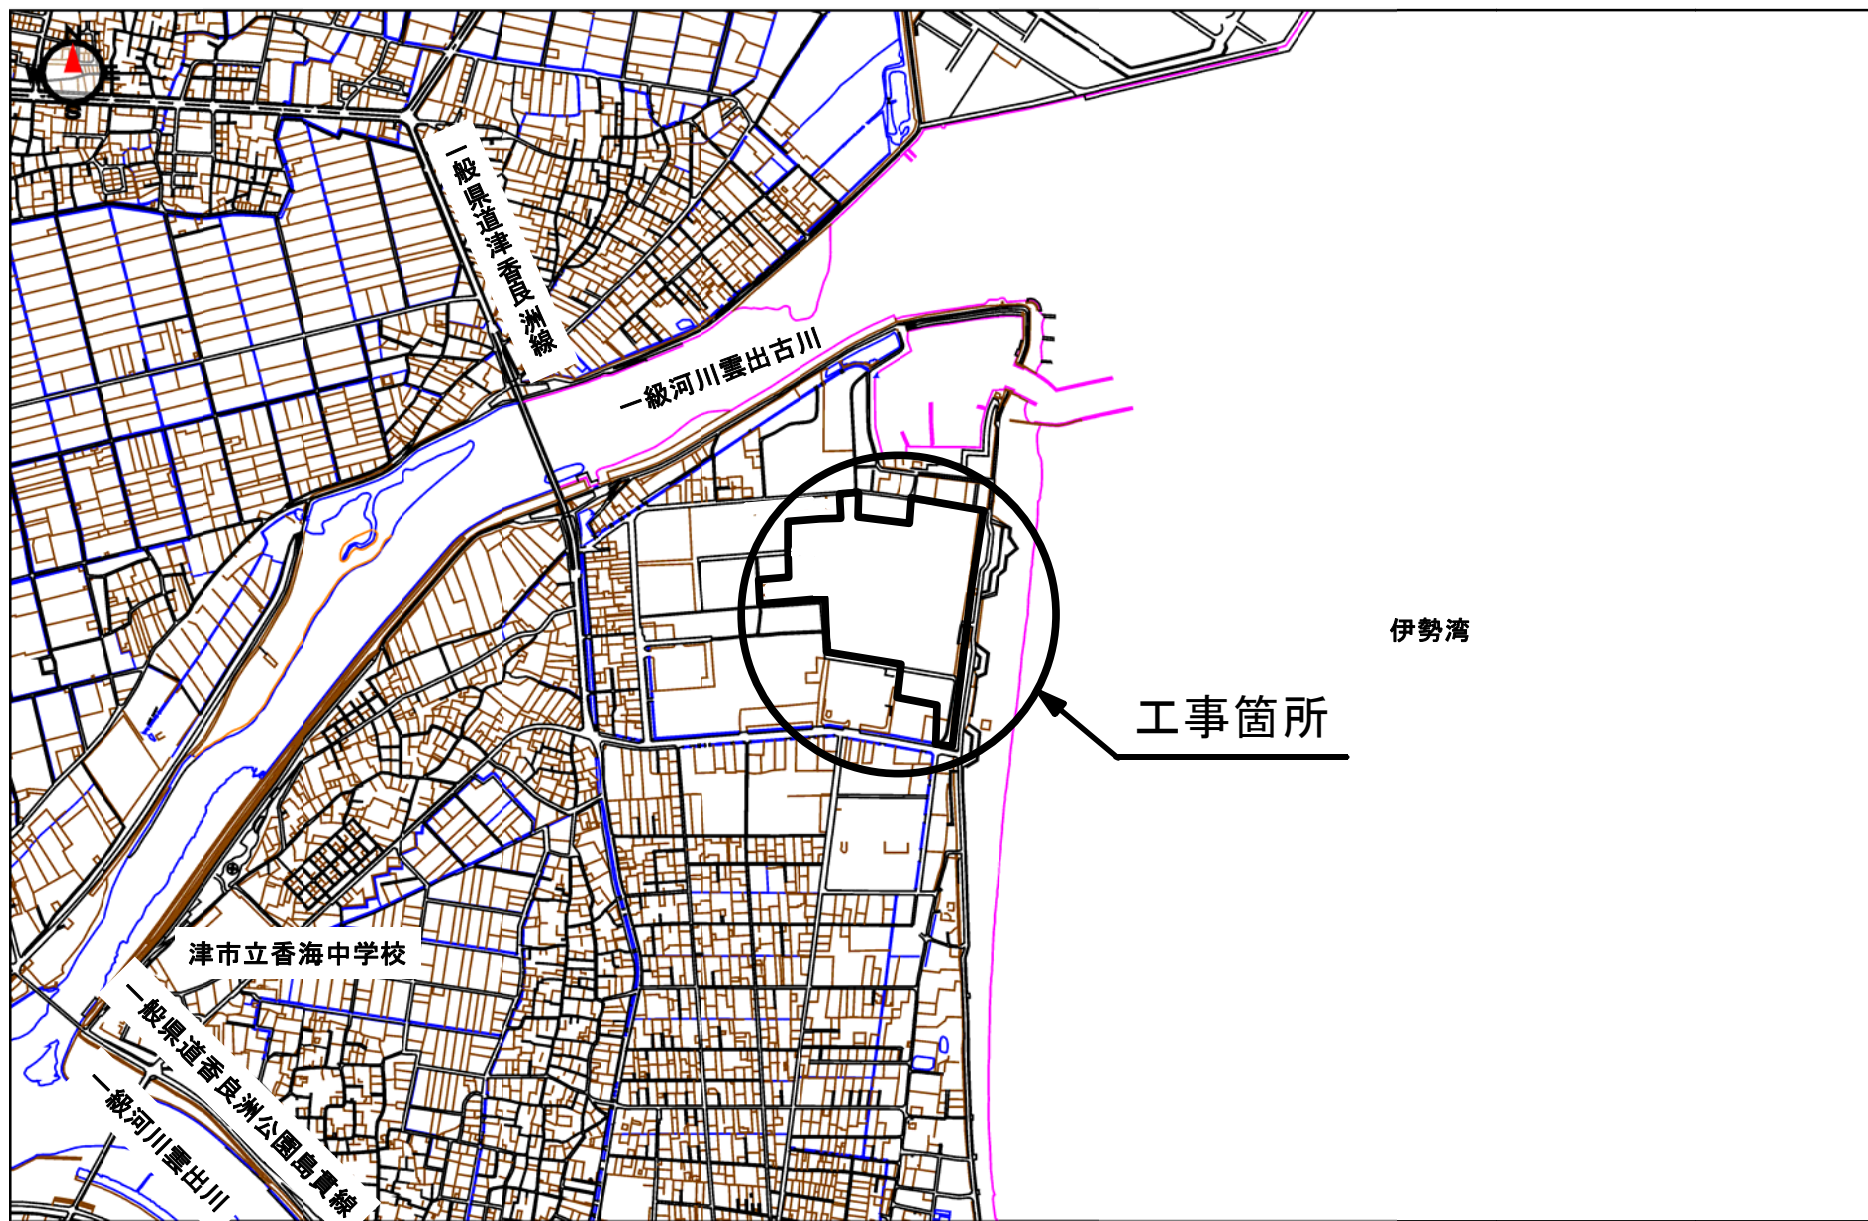 N
S
一般県道津香良洲線
一級河川雲出古川
伊勢湾
工事箇所
津市立香海中学校
一般県道香良洲公園島貫線
一級河川雲出川